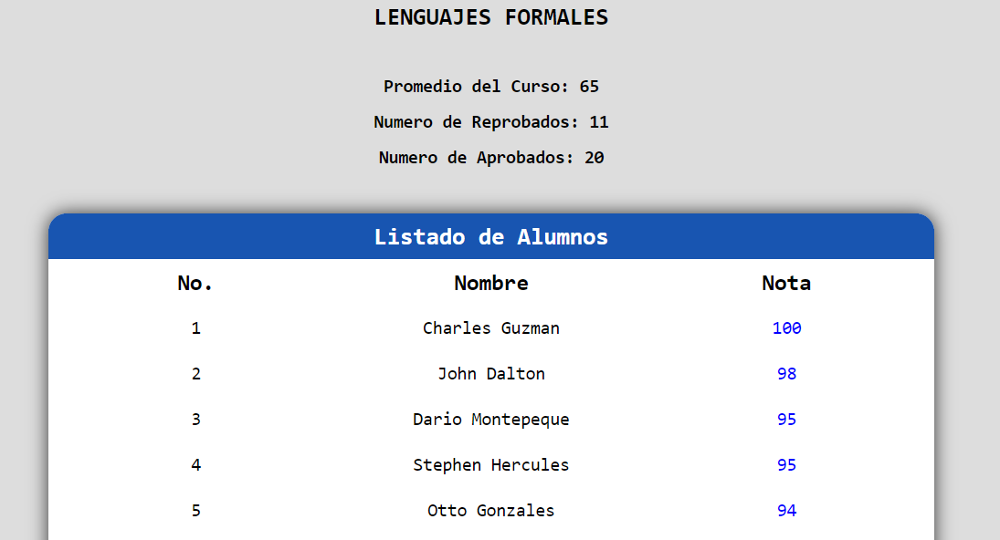 LENGUAJES FORMALES
Promedio del Curso: 65
Numero de Reprobados: 11
Numero de Aprobados: 20
Listado de Alumnos
No. Nombre Nota
1 Charles Guzman 100
2 John Dalton 98
3 Dario Montepeque 95
4 Stephen Hercules 95
5 Otto Gonzales 94